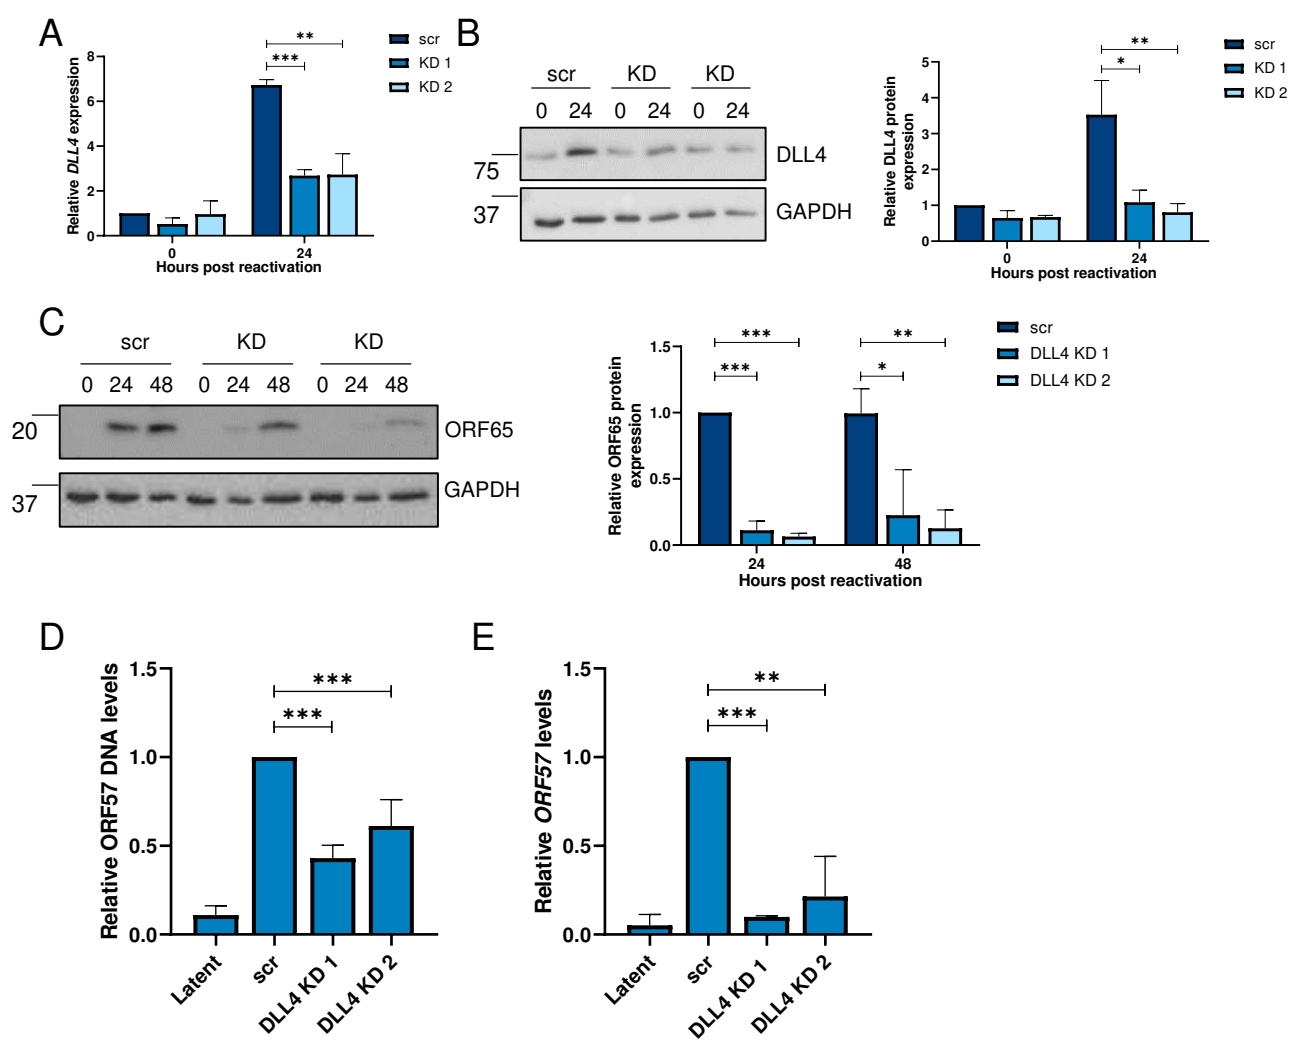 A
Relative DLL4 expression
8
6
4
2
0
*** 
**
0 24
Hours post reactivation
scr
KD 1
KD 2
B
scr KD KD
0 24 0 24 0 24
75
DLL4
37
GAPDH
Relative DLL4 protein
expression
5
4
3
2
1
0
**
*
0 24
Hours post reactivation
scr
KD 1
KD 2
C
scr KD KD
0 24 48 0 24 48 0 24 48
20
ORF65
37
GAPDH
Relative ORF65 protein
expression
1.5
1.0
0.5
0.0
*** **
*** *
24 48
Hours post reactivation
scr
DLL4 KD 1
DLL4 KD 2
D
Relative ORF57 DNA levels
1.5
1.0
0.5
0.0
***
***
Latent
scr
DLL4 KD 1
DLL4 KD 2
E
Relative ORF57 levels
1.5
1.0
0.5
0.0
**
***
Latent
scr
DLL4 KD 1
DLL4 KD 2